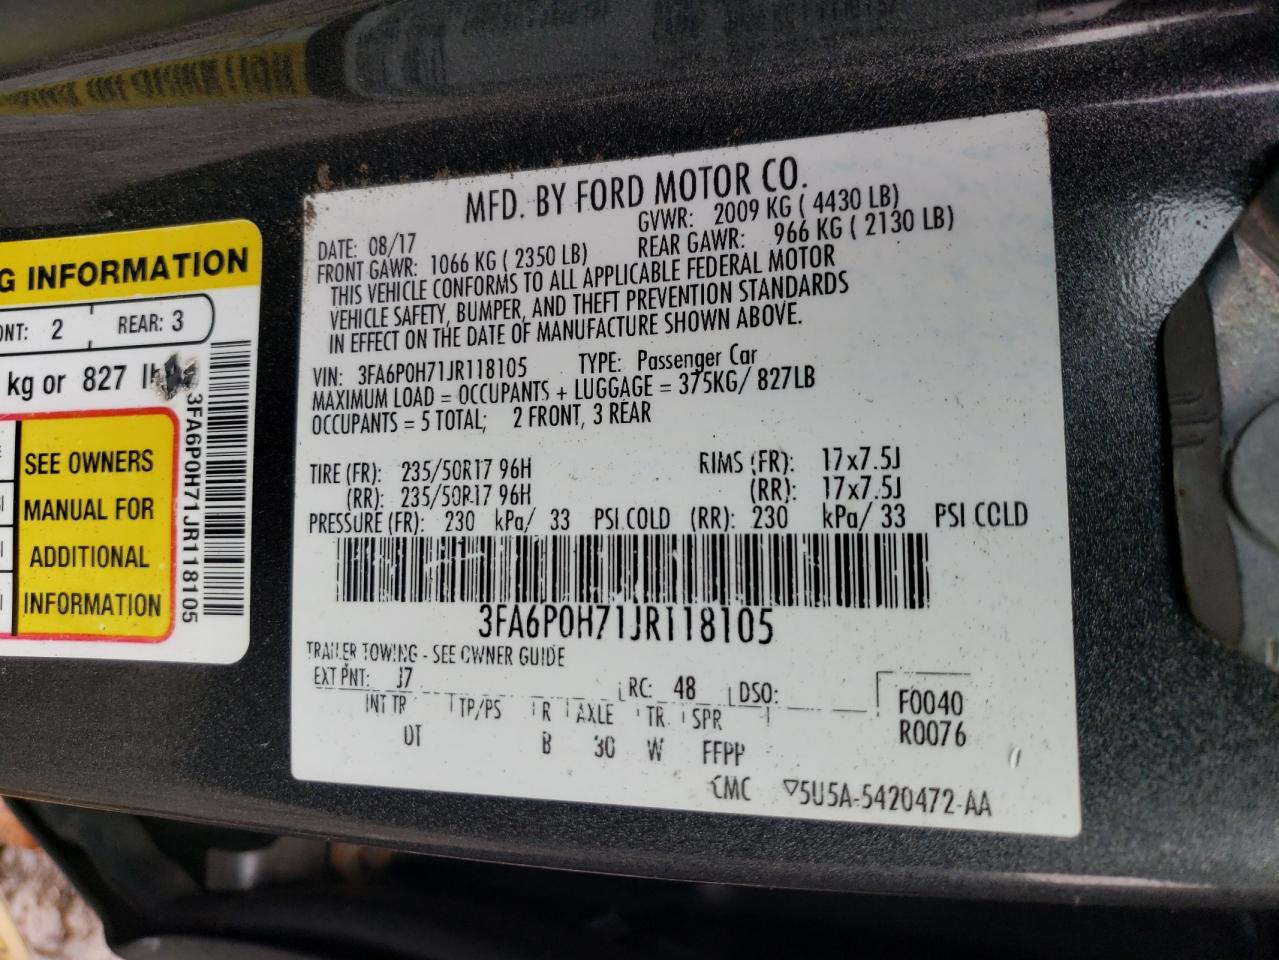 G INFORMATION
ONT: 2 REAR: 3
kg or 827
SEE OWNERS
MANUAL FOR
ADDITIONAL
INFORMATION
3FA6P0H71JR118105
MFD. BY FORD MOTOR CO.
DATE: 08/17 GVWR: 2009 KG ( 4430 LB)
FRONT GAWR: 1066 KG ( 2350 LB) REAR GAWR: 966 KG ( 2130 LB)
THIS VEHICLE CONFORMS TO ALL APPLICABLE FEDERAL MOTOR
VEHICLE SAFETY, BUMPER, AND THEFT PREVENTION STANDARDS
IN EFFECT ON THE DATE OF MANUFACTURE SHOWN ABOVE.
VIN: 3FA6P0H71JR118105 TYPE: Passenger Car
MAXIMUM LOAD = OCCUPANTS + LUGGAGE = 375KG/ 827LB
OCCUPANTS = 5 TOTAL; 2 FRONT, 3 REAR
TIRE (FR): 235/50R17 96H RIMS (FR): 17x7.5J
(RR): 235/50R17 96H (RR): 17x7.5J
PRESSURE (FR): 230 kPa/ 33 PSI COLD (RR): 230 kPa/ 33 PSI COLD
3FA6P0H71JR118105
TRAILER TOWING - SEE OWNER GUIDE
EXT PNT: J7 RC: 48 DSO: F0040
INT TR TP/PS R AXLE TR SPR R0076
DT B 30 W FFPP
CMC ▽5U5A-5420472-AA